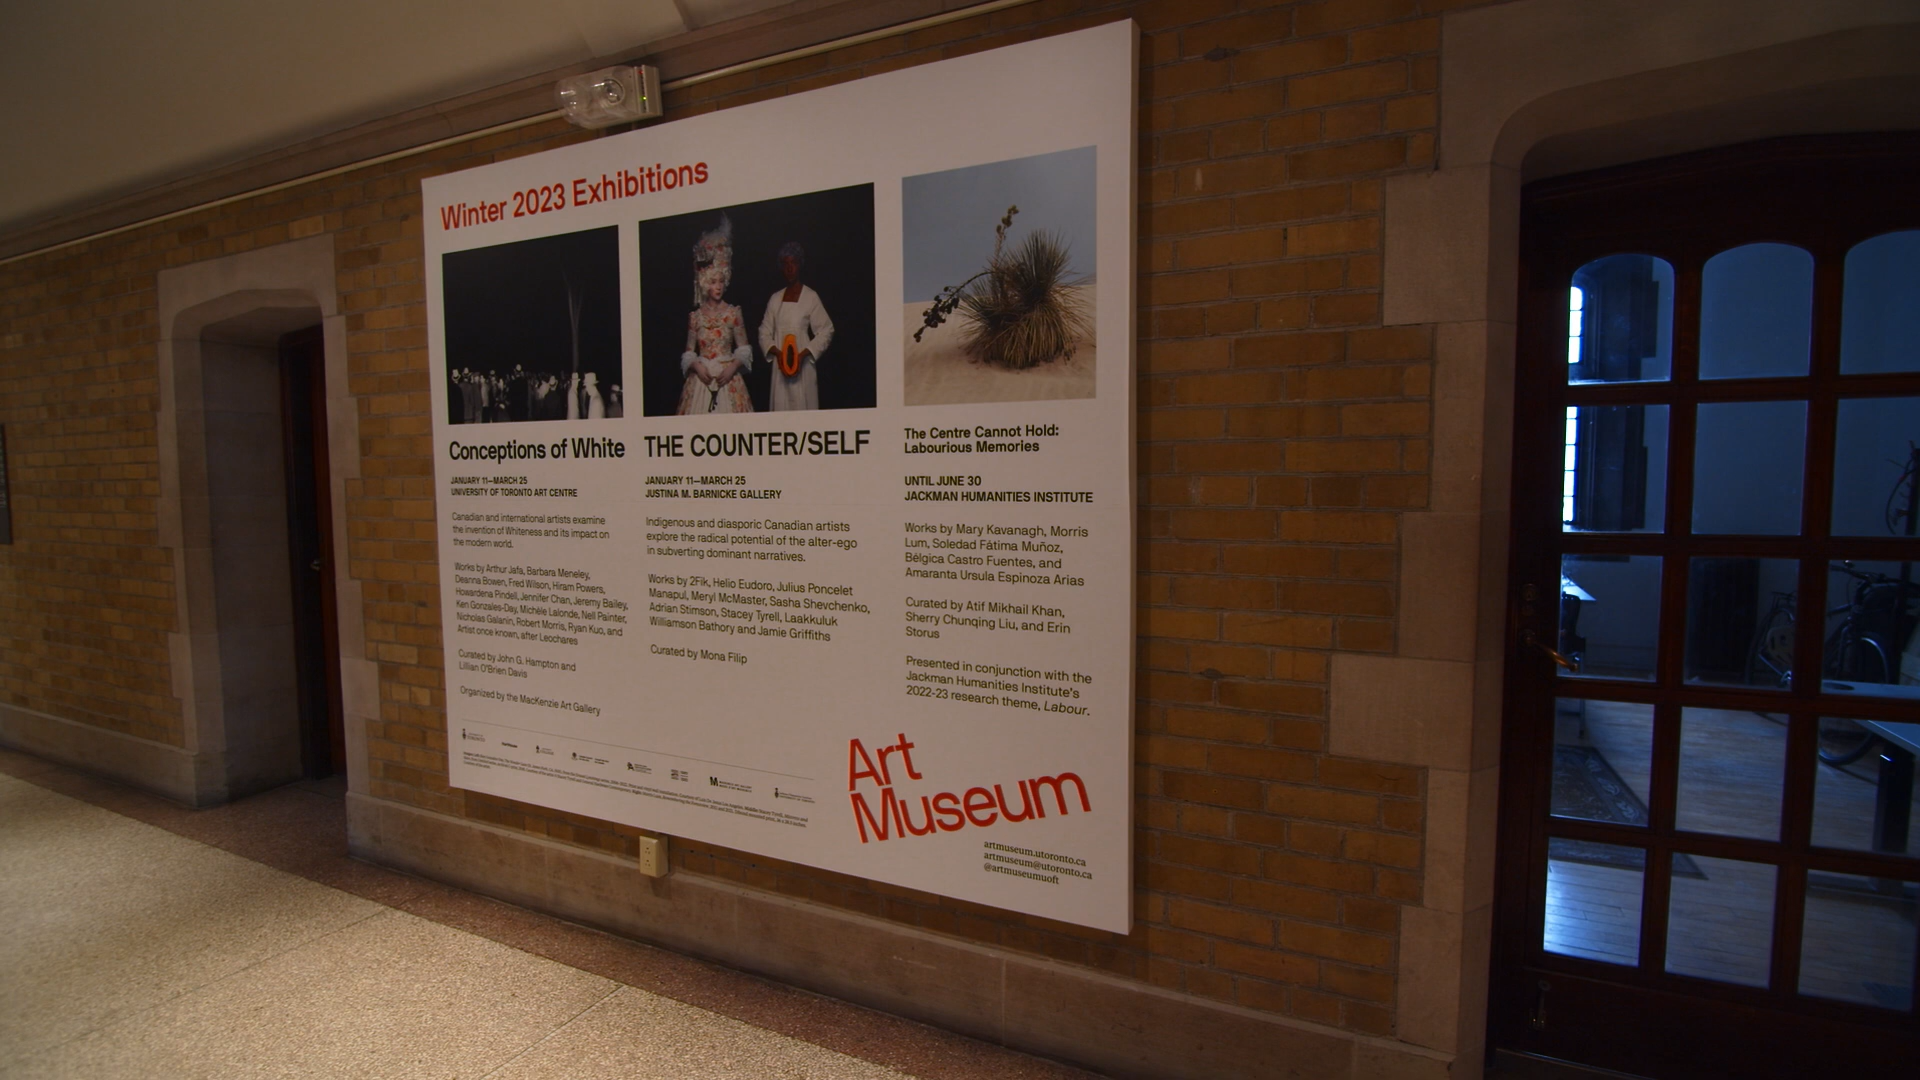 Winter 2023 Exhibitions
Conceptions of White
JANUARY 11—MARCH 25
UNIVERSITY OF TORONTO ART CENTRE
Canadian and international artists examine
the invention of Whiteness and its impact on
the modern world.
Works by Arthur Jafa, Barbara Meneley,
Deanna Bowen, Fred Wilson, Hiram Powers,
Howardena Pindell, Jennifer Chan, Jeremy Bailey,
Ken Gonzales-Day, Michèle Lalonde, Nell Painter,
Nicholas Galanin, Robert Morris, Ryan Kuo, and
Artist once known, after Leochares
Curated by John G. Hampton and
Lillian O'Brien Davis
Organized by the MacKenzie Art Gallery
THE COUNTER/SELF
JANUARY 11—MARCH 25
JUSTINA M. BARNICKE GALLERY
Indigenous and diasporic Canadian artists
explore the radical potential of the alter-ego
in subverting dominant narratives.
Works by 2Fik, Helio Eudoro, Julius Poncelet
Manapul, Meryl McMaster, Sasha Shevchenko,
Adrian Stimson, Stacey Tyrell, Laakkuluk
Williamson Bathory and Jamie Griffiths
Curated by Mona Filip
The Centre Cannot Hold:
Labourious Memories
UNTIL JUNE 30
JACKMAN HUMANITIES INSTITUTE
Works by Mary Kavanagh, Morris
Lum, Soledad Fátima Muñoz,
Bélgica Castro Fuentes, and
Amaranta Ursula Espinoza Arias
Curated by Atif Mikhail Khan,
Sherry Chunqing Liu, and Erin
Storus
Presented in conjunction with the
Jackman Humanities Institute's
2022-23 research theme, Labour.
Art
Museum
artmuseum.utoronto.ca
artmuseum@utoronto.ca
@artmuseumuoft